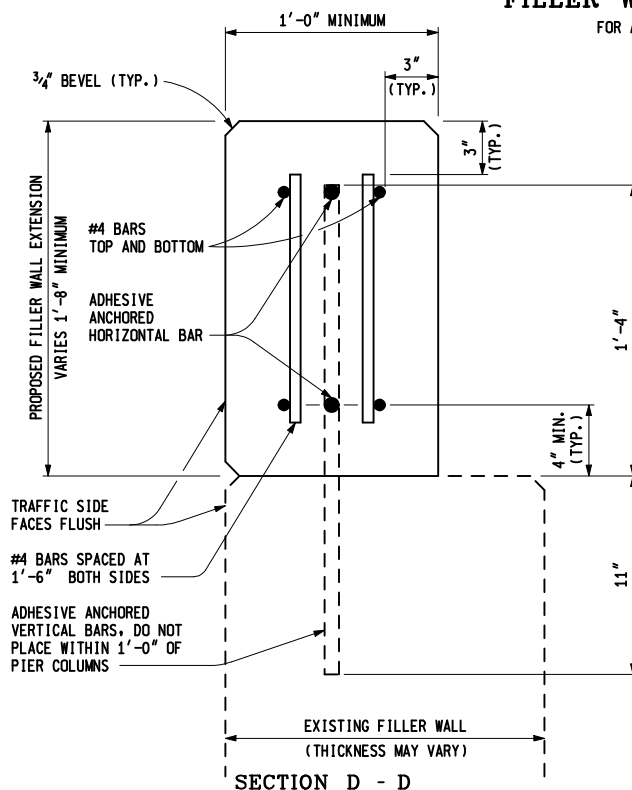 FILLER W
FOR A
1'-0" MINIMUM
3"
(TYP.)
3/4" BEVEL (TYP.)
3"
(TYP.)
PROPOSED FILLER WALL EXTENSION
VARIES 1'-8" MINIMUM
#4 BARS
TOP AND BOTTOM
ADHESIVE
ANCHORED
HORIZONTAL BAR
1'-4"
4" MIN.
(TYP.)
TRAFFIC SIDE
FACES FLUSH
#4 BARS SPACED AT
1'-6" BOTH SIDES
11"
ADHESIVE ANCHORED
VERTICAL BARS, DO NOT
PLACE WITHIN 1'-0" OF
PIER COLUMNS
EXISTING FILLER WALL
(THICKNESS MAY VARY)
SECTION D - D